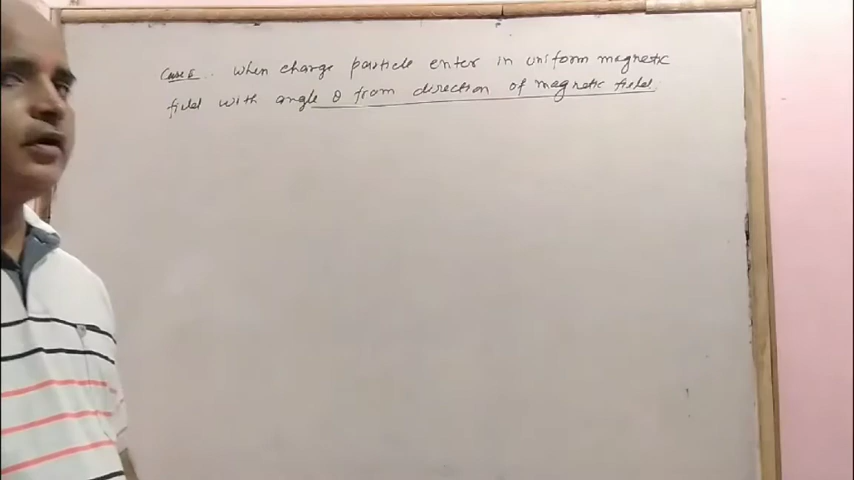 Case :. when charge particle enter in uniform magnetic
field with angle θ from direction of magnetic field.